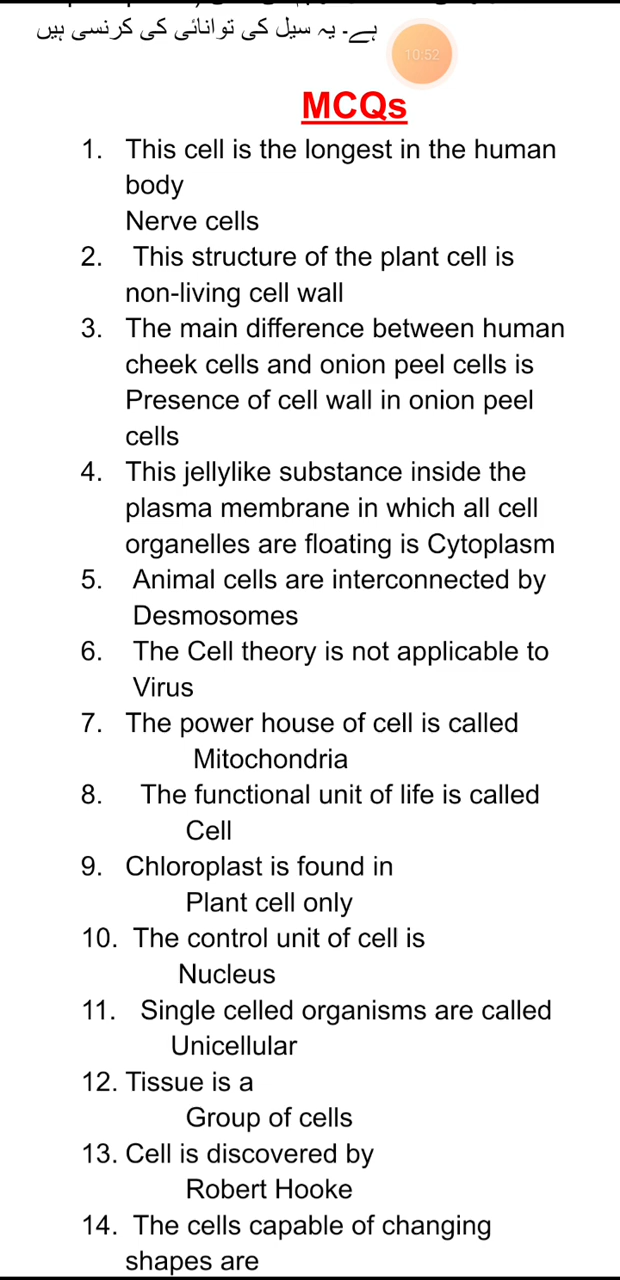 ہے۔ یہ سیل کی توانائی کی کرنسی ہیں
10:52
MCQs
1. This cell is the longest in the human
body
Nerve cells
2. This structure of the plant cell is
non-living cell wall
3. The main difference between human
cheek cells and onion peel cells is
Presence of cell wall in onion peel
cells
4. This jellylike substance inside the
plasma membrane in which all cell
organelles are floating is Cytoplasm
5. Animal cells are interconnected by
Desmosomes
6. The Cell theory is not applicable to
Virus
7. The power house of cell is called
Mitochondria
8. The functional unit of life is called
Cell
9. Chloroplast is found in
Plant cell only
10. The control unit of cell is
Nucleus
11. Single celled organisms are called
Unicellular
12. Tissue is a
Group of cells
13. Cell is discovered by
Robert Hooke
14. The cells capable of changing
shapes are